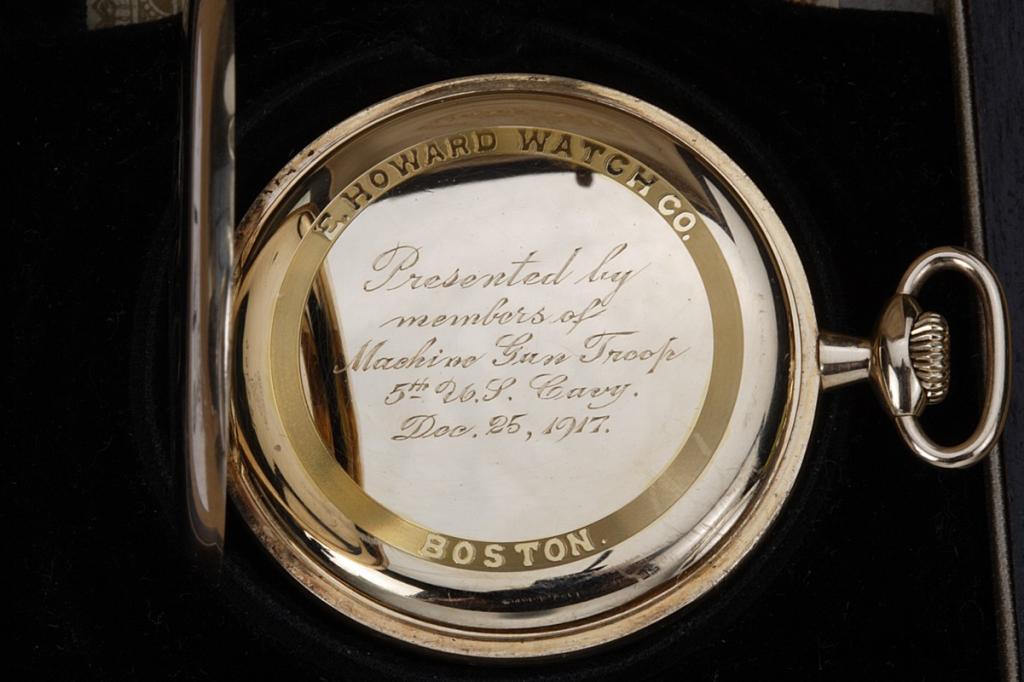 E. HOWARD WATCH CO.
Presented by
members of
Machine Gun Troop
5th U.S. Cavy.
Dec. 25, 1917.
BOSTON.